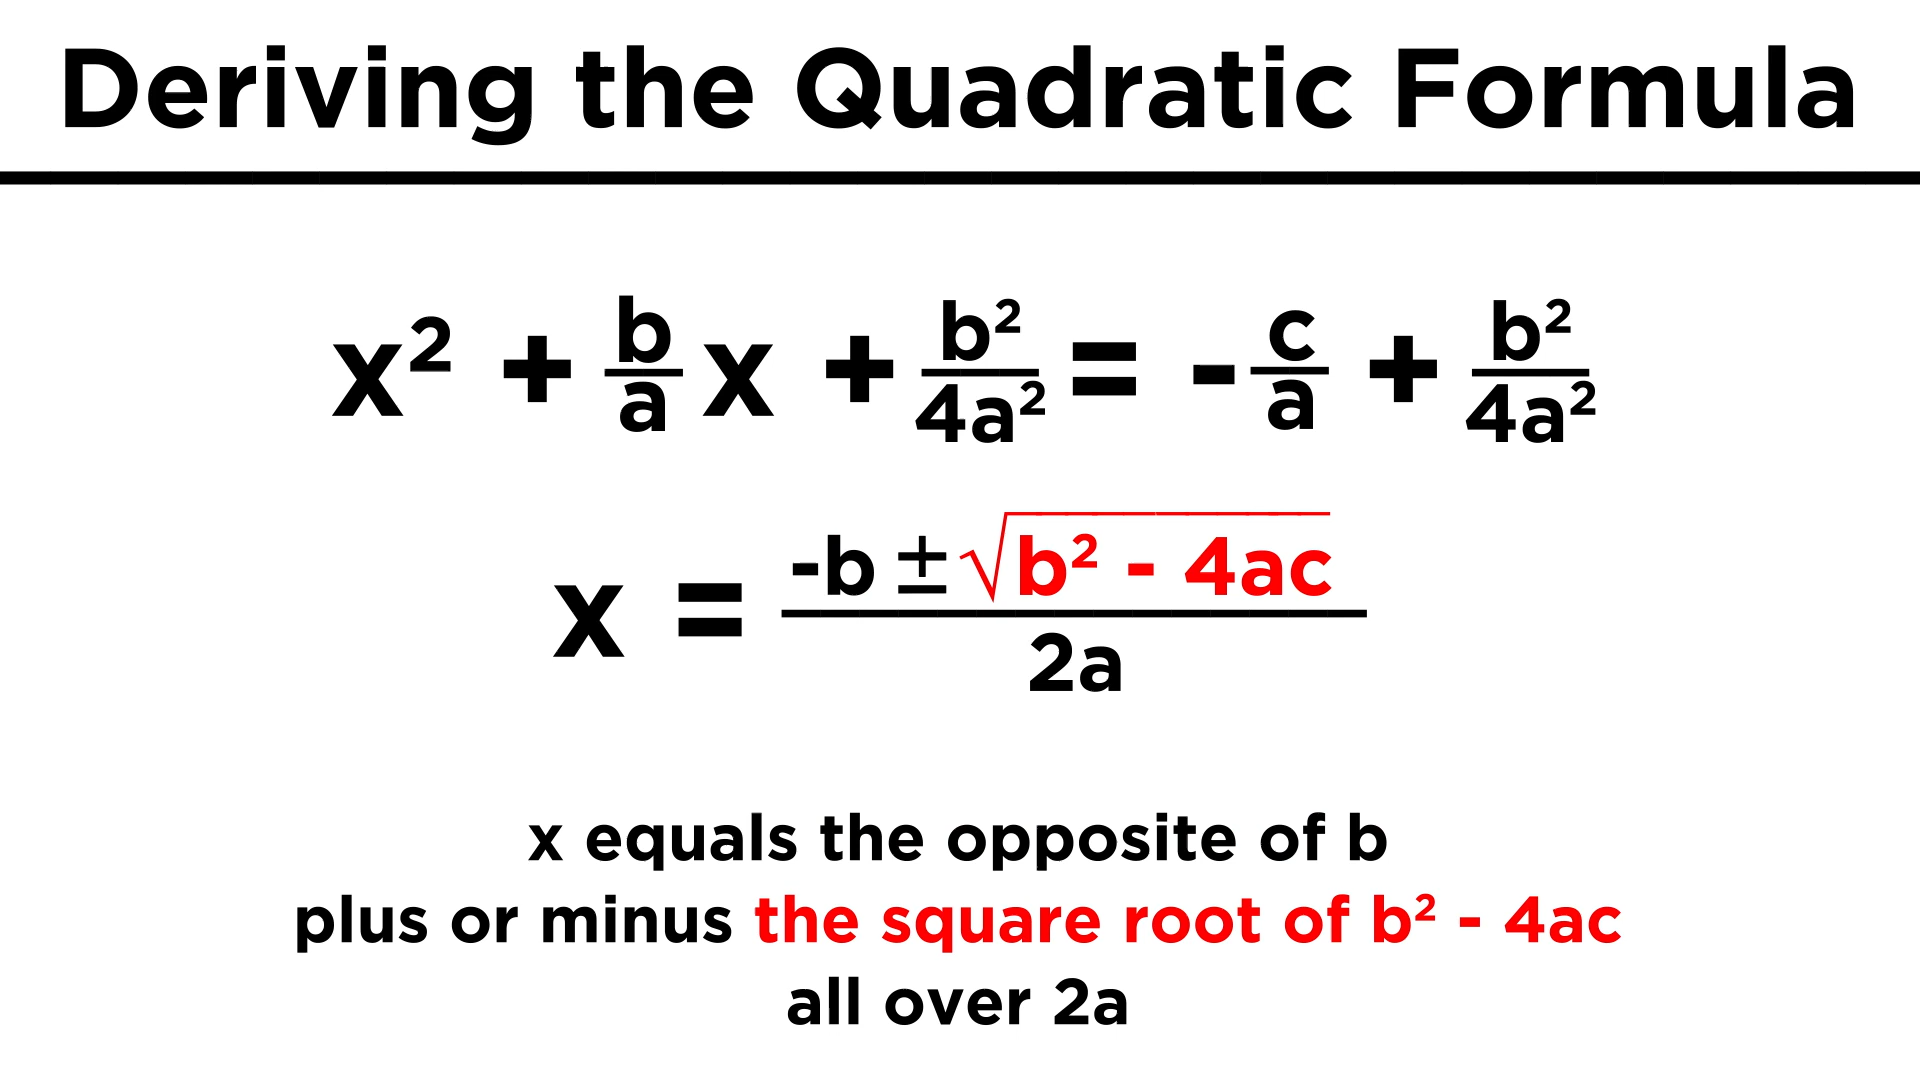 Deriving the Quadratic Formula
x² + b/a x + b²/4a² = -c/a + b²/4a²
x = -b ± √b² - 4ac / 2a
x equals the opposite of b
plus or minus the square root of b² - 4ac
all over 2a